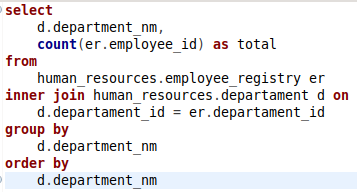 select
d.department_nm,
count(er.employee_id) as total
from
human_resources.employee_registry er
inner join human_resources.departament d on
d.departament_id = er.departament_id
group by
d.department_nm
order by
d.department_nm